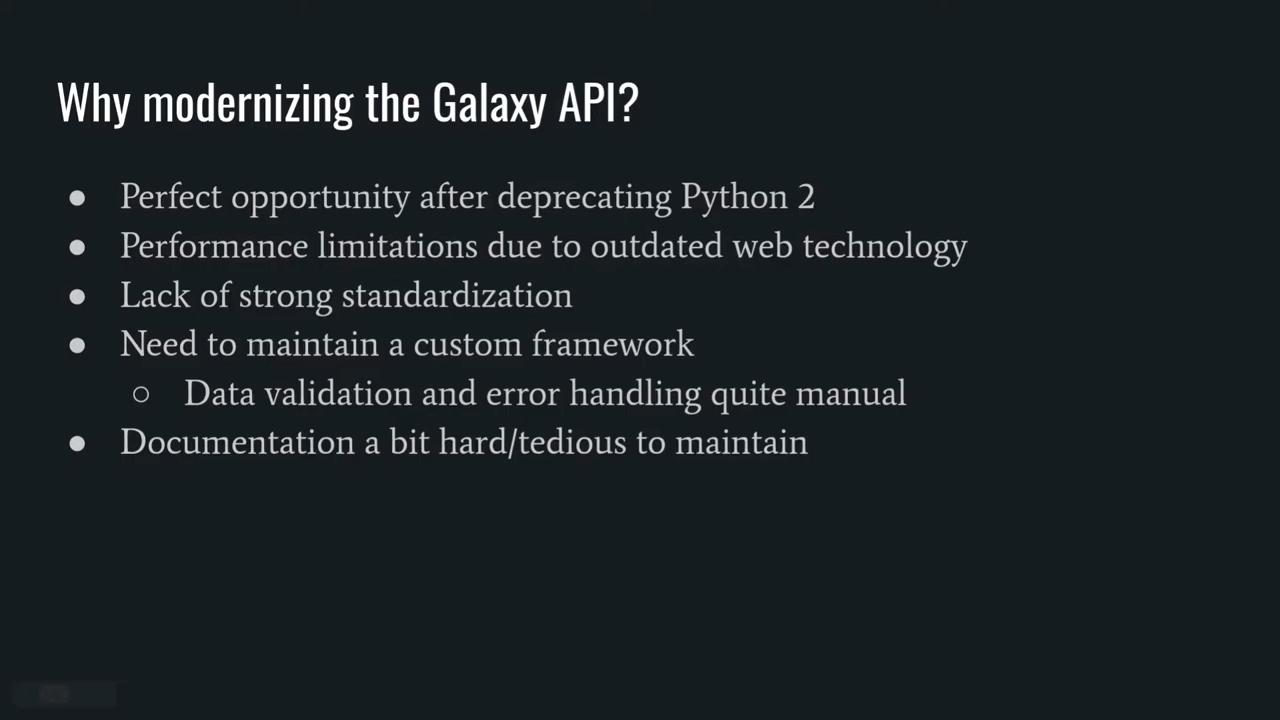 Why modernizing the Galaxy API?
● Perfect opportunity after deprecating Python 2
● Performance limitations due to outdated web technology
● Lack of strong standardization
● Need to maintain a custom framework
○ Data validation and error handling quite manual
● Documentation a bit hard/tedious to maintain